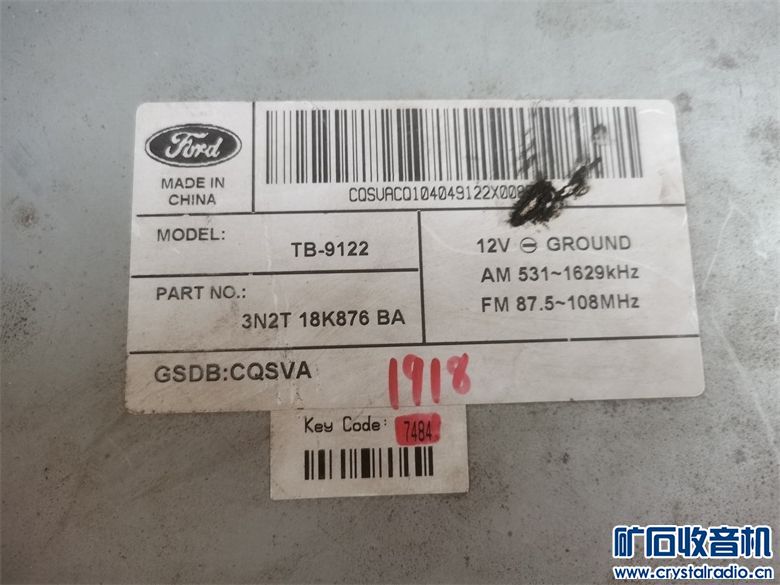 Ford
MADE IN
CHINA
MODEL:
TB-9122
PART NO.:
3N2T 18K876 BA
GSDB:CQSVA
12V ⊖ GROUND
AM 531~1629kHz
FM 87.5~108MHz
1918
Key Code: 7484
矿石收音机
www.crystalradio.cn